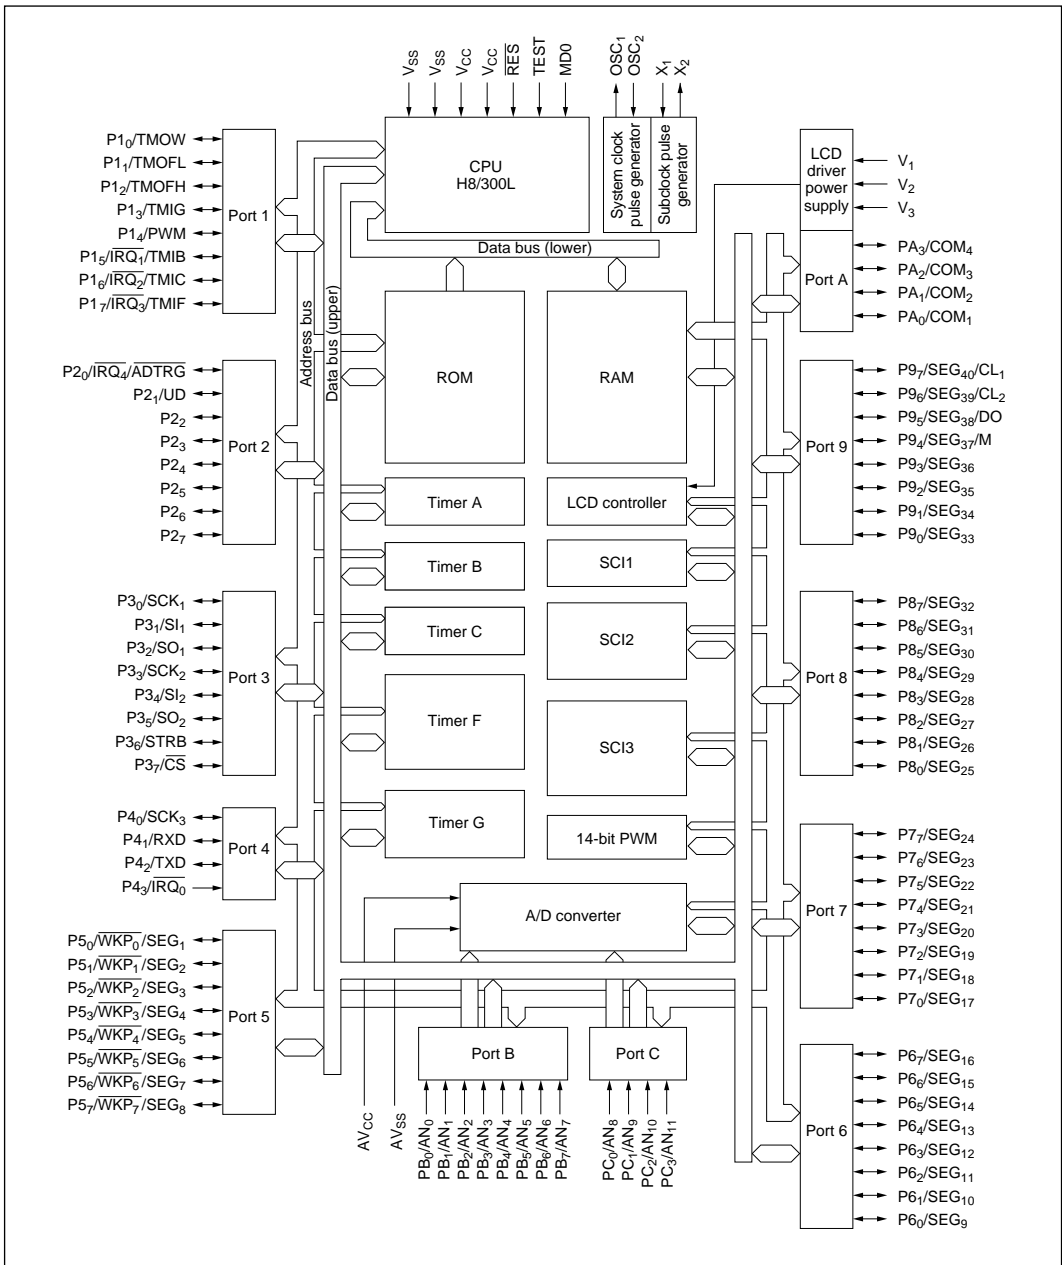 VSS
VSS
VCC
VCC
RES
TEST
MD0
OSC1
OSC2
X1
X2
CPU
H8/300L
System clock
pulse generator
Subclock pulse
generator
LCD
driver
power
supply
V1
V2
V3
P10/TMOW
P11/TMOFL
P12/TMOFH
P13/TMIG
P14/PWM
P15/IRQ1/TMIB
P16/IRQ2/TMIC
P17/IRQ3/TMIF
Port 1
Data bus (lower)
Address bus
Data bus (upper)
Port A
PA3/COM4
PA2/COM3
PA1/COM2
PA0/COM1
P20/IRQ4/ADTRG
P21/UD
P22
P23
P24
P25
P26
P27
Port 2
ROM
RAM
Port 9
P97/SEG40/CL1
P96/SEG39/CL2
P95/SEG38/DO
P94/SEG37/M
P93/SEG36
P92/SEG35
P91/SEG34
P90/SEG33
Timer A
LCD controller
Timer B
SCI1
Timer C
SCI2
Timer F
SCI3
Timer G
14-bit PWM
A/D converter
P30/SCK1
P31/SI1
P32/SO1
P33/SCK2
P34/SI2
P35/SO2
P36/STRB
P37/CS
Port 3
Port 8
P87/SEG32
P86/SEG31
P85/SEG30
P84/SEG29
P83/SEG28
P82/SEG27
P81/SEG26
P80/SEG25
P40/SCK3
P41/RXD
P42/TXD
P43/IRQ0
Port 4
Port 7
P77/SEG24
P76/SEG23
P75/SEG22
P74/SEG21
P73/SEG20
P72/SEG19
P71/SEG18
P70/SEG17
P50/WKP0/SEG1
P51/WKP1/SEG2
P52/WKP2/SEG3
P53/WKP3/SEG4
P54/WKP4/SEG5
P55/WKP5/SEG6
P56/WKP6/SEG7
P57/WKP7/SEG8
Port 5
Port B
Port C
Port 6
P67/SEG16
P66/SEG15
P65/SEG14
P64/SEG13
P63/SEG12
P62/SEG11
P61/SEG10
P60/SEG9
AVCC
AVSS
PB0/AN0
PB1/AN1
PB2/AN2
PB3/AN3
PB4/AN4
PB5/AN5
PB6/AN6
PB7/AN7
PC0/AN8
PC1/AN9
PC2/AN10
PC3/AN11